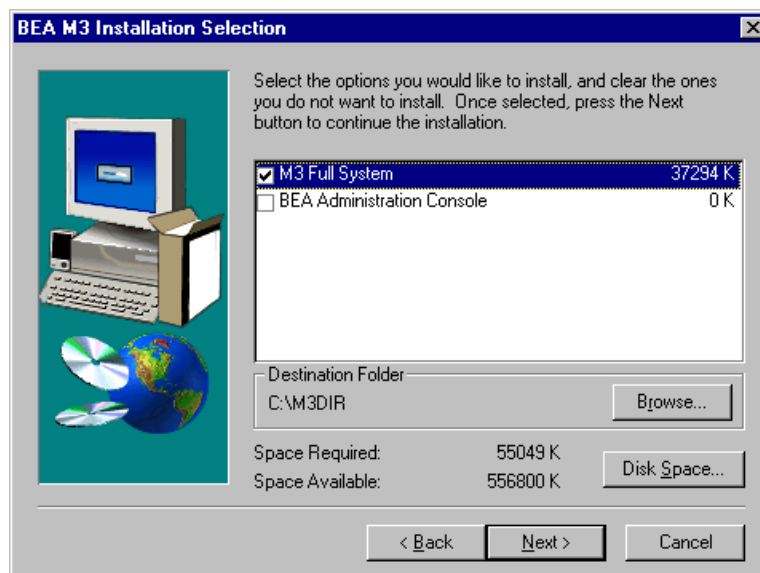 BEA M3 Installation Selection
Select the options you would like to install, and clear the ones
you do not want to install. Once selected, press the Next
button to continue the installation.
M3 Full System 37294 K
BEA Administration Console 0 K
Destination Folder
C:\M3DIR
Browse...
Space Required: 55049 K
Space Available: 556800 K
Disk Space...
< Back Next > Cancel